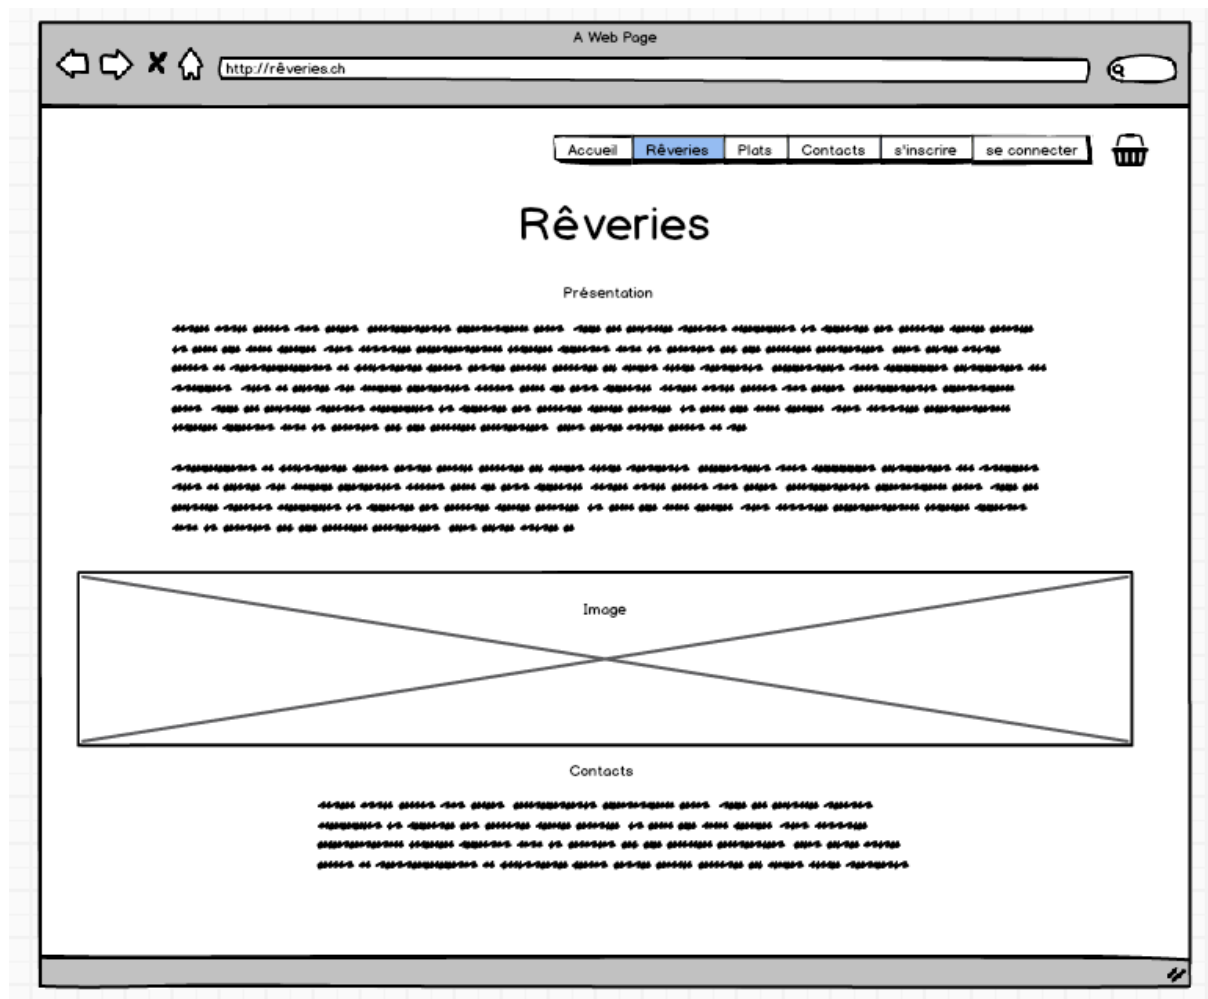 A Web Page
http://rêveries.ch
Accueil Rêveries Plats Contacts s'inscrire se connecter
Rêveries
Présentation
Image
Contacts